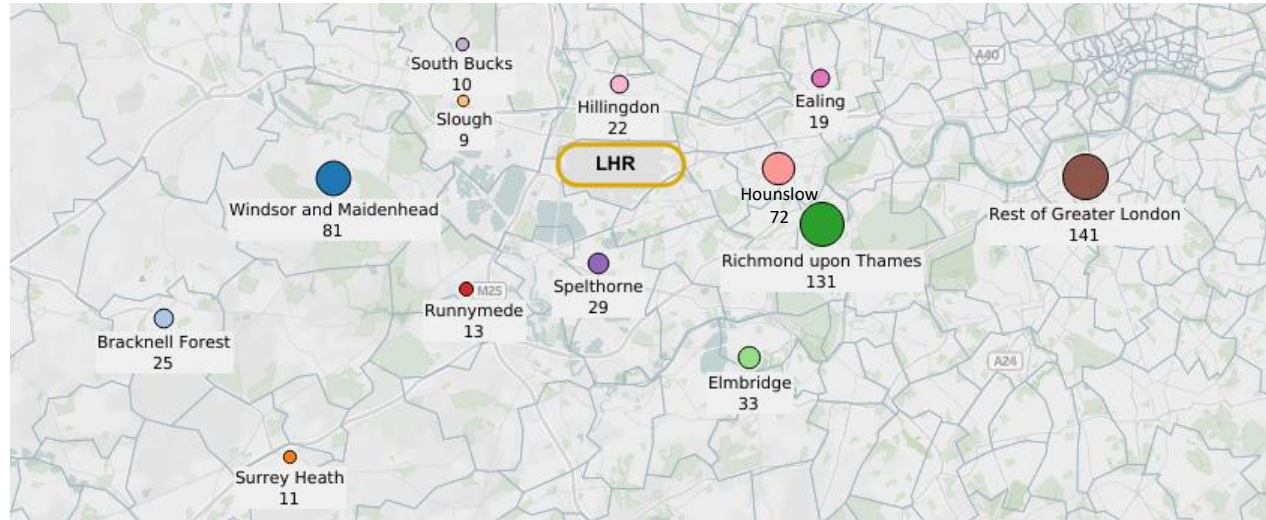 South Bucks
10
Slough
9
Hillingdon
22
Ealing
19
A40
LHR
Windsor and Maidenhead
81
Hounslow
72
Rest of Greater London
141
Richmond upon Thames
131
Spelthorne
29
M25
Runnymede
13
Bracknell Forest
25
Elmbridge
33
A24
Surrey Heath
11